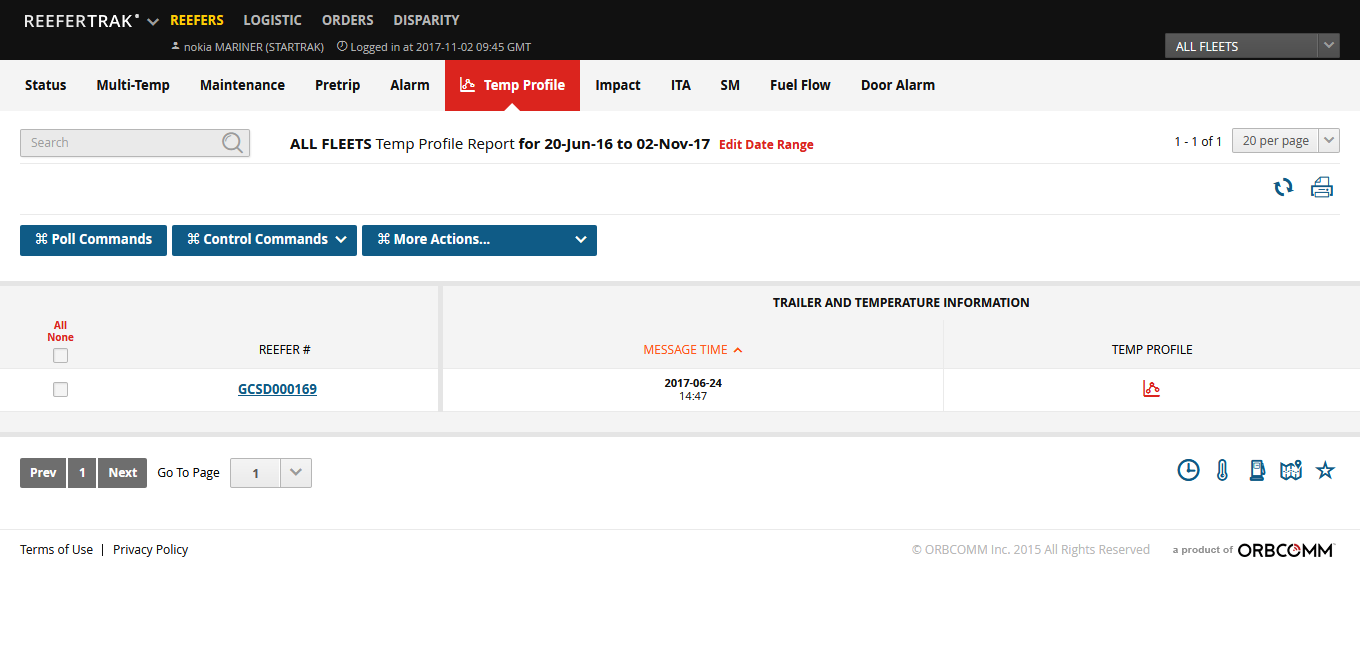 REEFERTRAK REEFERS LOGISTIC ORDERS DISPARITY
nokia MARINER (STARTRAK) Logged in at 2017-11-02 09:45 GMT ALL FLEETS
Status Multi-Temp Maintenance Pretrip Alarm Temp Profile Impact ITA SM Fuel Flow Door Alarm
Search ALL FLEETS Temp Profile Report for 20-Jun-16 to 02-Nov-17 Edit Date Range 1 - 1 of 1 20 per page
⌘ Poll Commands ⌘ Control Commands ⌘ More Actions...
TRAILER AND TEMPERATURE INFORMATION
All
None
REEFER # MESSAGE TIME TEMP PROFILE
GCSD000169 2017-06-24
14:47
Prev 1 Next Go To Page 1
Terms of Use | Privacy Policy © ORBCOMM Inc. 2015 All Rights Reserved a product of ORBCOMM